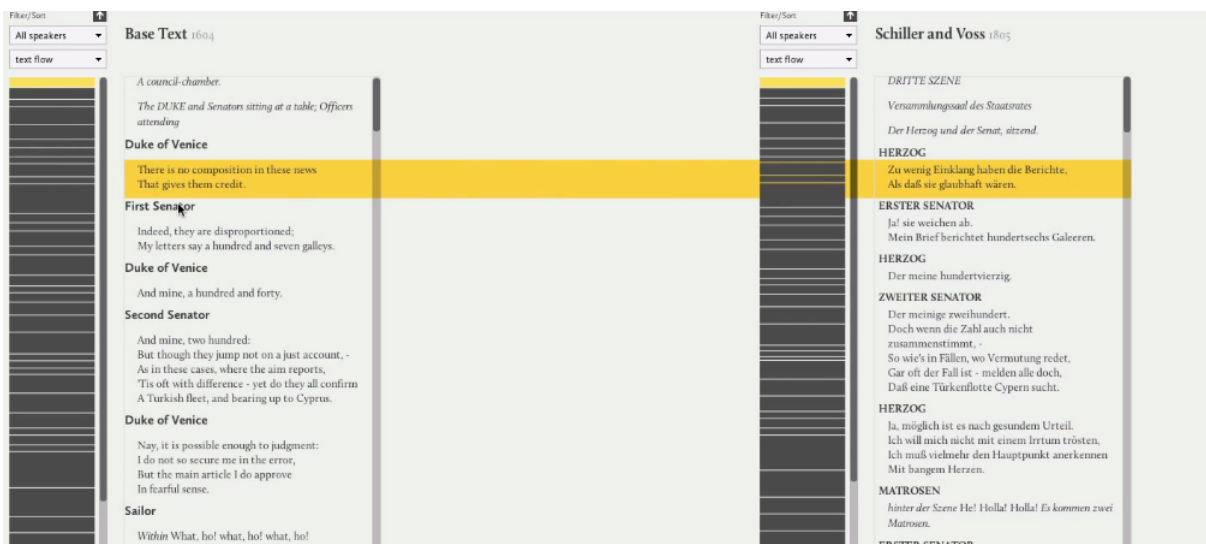 Filter/Sort
All speakers
text flow
Base Text 1604
A council-chamber.
The DUKE and Senators sitting at a table; Officers
attending
Duke of Venice
There is no composition in these news
That gives them credit.
First Senator
Indeed, they are disproportioned;
My letters say a hundred and seven galleys.
Duke of Venice
And mine, a hundred and forty.
Second Senator
And mine, two hundred:
But though they jump not on a just account, -
As in these cases, where the aim reports,
'Tis oft with difference - yet do they all confirm
A Turkish fleet, and bearing up to Cyprus.
Duke of Venice
Nay, it is possible enough to judgment:
I do not so secure me in the error,
But the main article I do approve
In fearful sense.
Sailor
Within What, ho! what, ho! what, ho!
Filter/Sort
All speakers
text flow
Schiller and Voss 1805
DRITTE SZENE
Versammlungssaal des Staatsrates
Der Herzog und der Senat, sitzend.
HERZOG
Zu wenig Einklang haben die Berichte,
Als daß sie glaubhaft wären.
ERSTER SENATOR
Ja! sie weichen ab.
Mein Brief berichtet hundertsechs Galeeren.
HERZOG
Der meine hundertvierzig.
ZWEITER SENATOR
Der meinige zweihundert.
Doch wenn die Zahl auch nicht
zusammenstimmt, -
So wie's in Fällen, wo Vermutung redet,
Gar oft der Fall ist - melden alle doch,
Daß eine Türkenflotte Cypern sucht.
HERZOG
Ja, möglich ist es nach gesundem Urteil.
Ich will mich nicht mit einem Irrtum trösten,
Ich muß vielmehr den Hauptpunkt anerkennen
Mit bangem Herzen.
MATROSEN
hinter der Szene He! Holla! Holla! Es kommen zwei
Matrosen.
ERSTER SENATOR